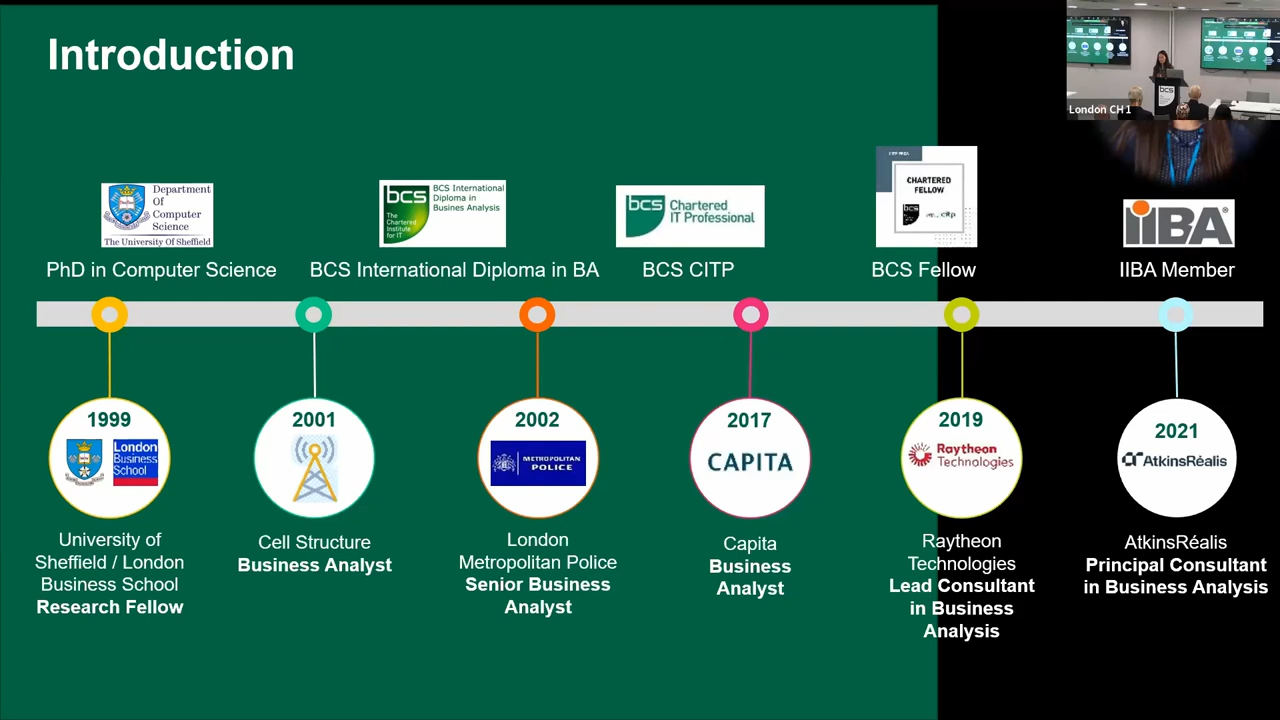 Introduction
London CH 1
Department
Of
Computer
Science
The University Of Sheffield
bcs
The
Chartered
Institute
for IT
BCS International
Diploma in
Busines Analysis
bcs
Chartered
IT Professional
CHARTERED
FELLOW
bcs
citp
IIBA®
PhD in Computer Science
BCS International Diploma in BA
BCS CITP
BCS Fellow
IIBA Member
1999
London
Business
School
2001
2002
METROPOLITAN
POLICE
2017
CAPITA
2019
Raytheon
Technologies
2021
AtkinsRéalis
University of
Sheffield / London
Business School
Research Fellow
Cell Structure
Business Analyst
London
Metropolitan Police
Senior Business
Analyst
Capita
Business
Analyst
Raytheon
Technologies
Lead Consultant
in Business
Analysis
AtkinsRéalis
Principal Consultant
in Business Analysis